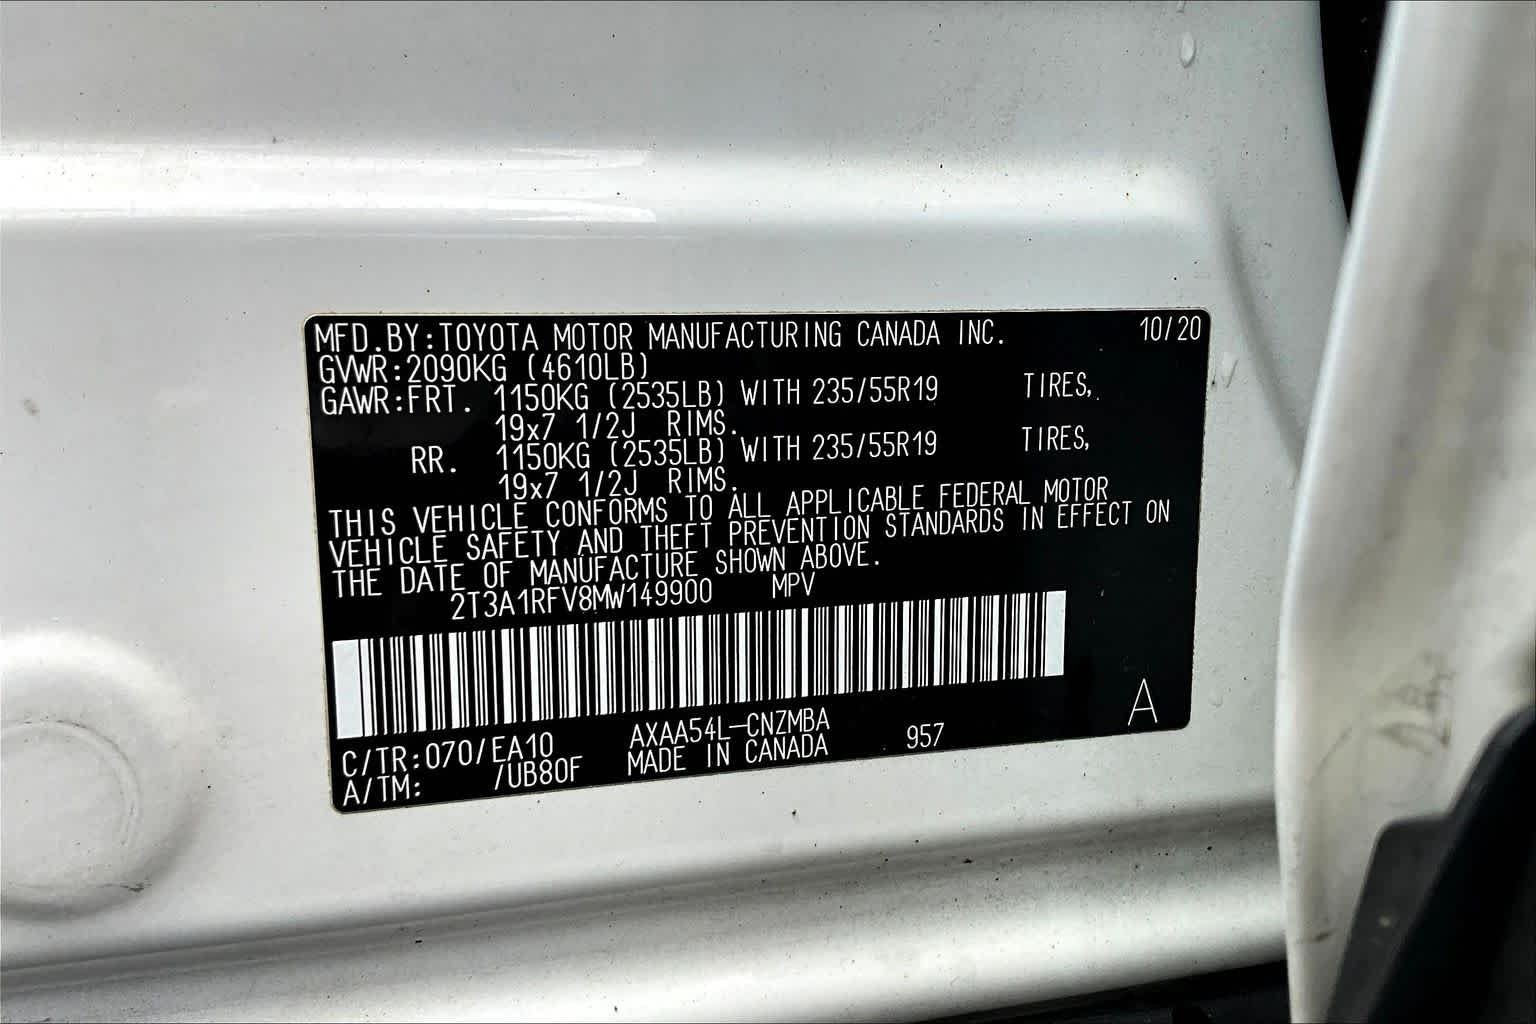 MFD.BY:TOYOTA MOTOR MANUFACTURING CANADA INC. 10/20
GVWR:2090KG (4610LB)
GAWR:FRT. 1150KG (2535LB) WITH 235/55R19 TIRES,
19x7 1/2J RIMS.
RR. 1150KG (2535LB) WITH 235/55R19 TIRES,
19x7 1/2J RIMS.
THIS VEHICLE CONFORMS TO ALL APPLICABLE FEDERAL MOTOR
VEHICLE SAFETY AND THEFT PREVENTION STANDARDS IN EFFECT ON
THE DATE OF MANUFACTURE SHOWN ABOVE.
2T3A1RFV8MW149900 MPV
C/TR:070/EA10 AXAA54L-CNZMBA 957 A
A/TM: /UB80F MADE IN CANADA